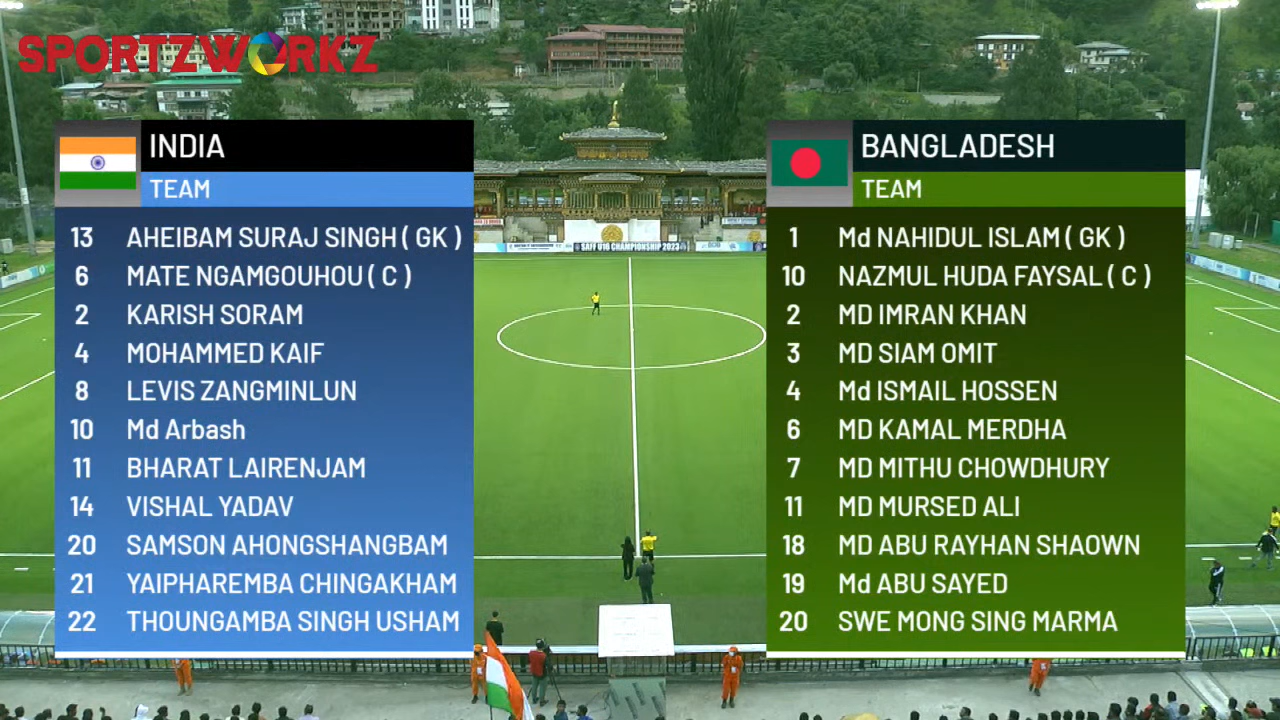 SPORTZWORKZ
INDIA
TEAM
13 AHEIBAM SURAJ SINGH ( GK )
6 MATE NGAMGOUHOU ( C )
2 KARISH SORAM
4 MOHAMMED KAIF
8 LEVIS ZANGMINLUN
10 Md Arbash
11 BHARAT LAIRENJAM
14 VISHAL YADAV
20 SAMSON AHONGSHANGBAM
21 YAIPHAREMBA CHINGAKHAM
22 THOUNGAMBA SINGH USHAM
BANGLADESH
TEAM
1 Md NAHIDUL ISLAM ( GK )
10 NAZMUL HUDA FAYSAL ( C )
2 MD IMRAN KHAN
3 MD SIAM OMIT
4 Md ISMAIL HOSSEN
6 MD KAMAL MERDHA
7 MD MITHU CHOWDHURY
11 MD MURSED ALI
18 MD ABU RAYHAN SHAOWN
19 Md ABU SAYED
20 SWE MONG SING MARMA
SAFF U16 CHAMPIONSHIP 2023